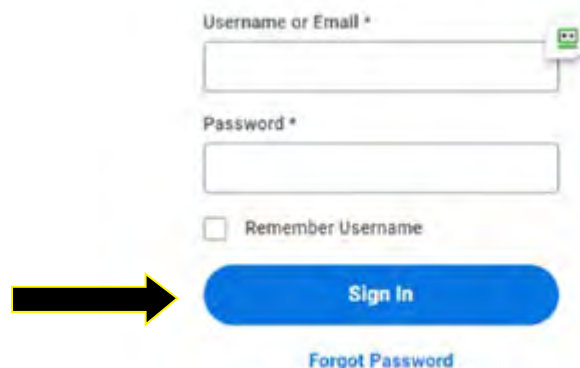 Username or Email *
Password *
Remember Username
Sign In
Forgot Password